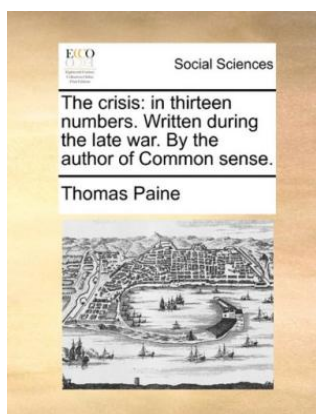 ECCO
Social Sciences
The crisis: in thirteen
numbers. Written during
the late war. By the
author of Common sense.
Thomas Paine